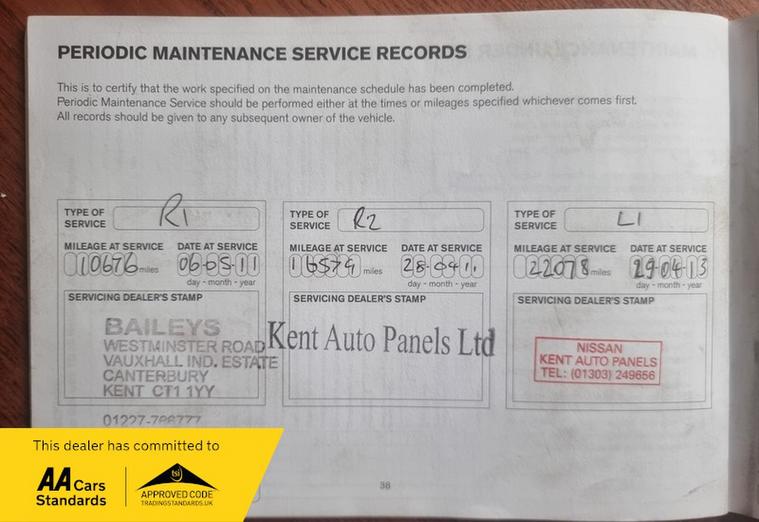 PERIODIC MAINTENANCE SERVICE RECORDS
This is to certify that the work specified on the maintenance schedule has been completed.
Periodic Maintenance Service should be performed either at the times or mileages specified whichever comes first.
All records should be given to any subsequent owner of the vehicle.
TYPE OF SERVICE R1
MILEAGE AT SERVICE DATE AT SERVICE
10676 miles 06-05-11
day - month - year
SERVICING DEALER'S STAMP
BAILEYS
WESTMINSTER ROAD
VAUXHALL IND. ESTATE
CANTERBURY
KENT CT1 1YY
TYPE OF SERVICE R2
MILEAGE AT SERVICE DATE AT SERVICE
16574 miles
day - month - year
SERVICING DEALER'S STAMP
Kent Auto Panels Ltd
TYPE OF SERVICE L1
MILEAGE AT SERVICE DATE AT SERVICE
22078 miles 29-04-13
day - month - year
SERVICING DEALER'S STAMP
NISSAN
KENT AUTO PANELS
TEL: (01303) 249656
This dealer has committed to
AA Cars
Standards
tsi
APPROVED CODE
TRADINGSTANDARDS.UK